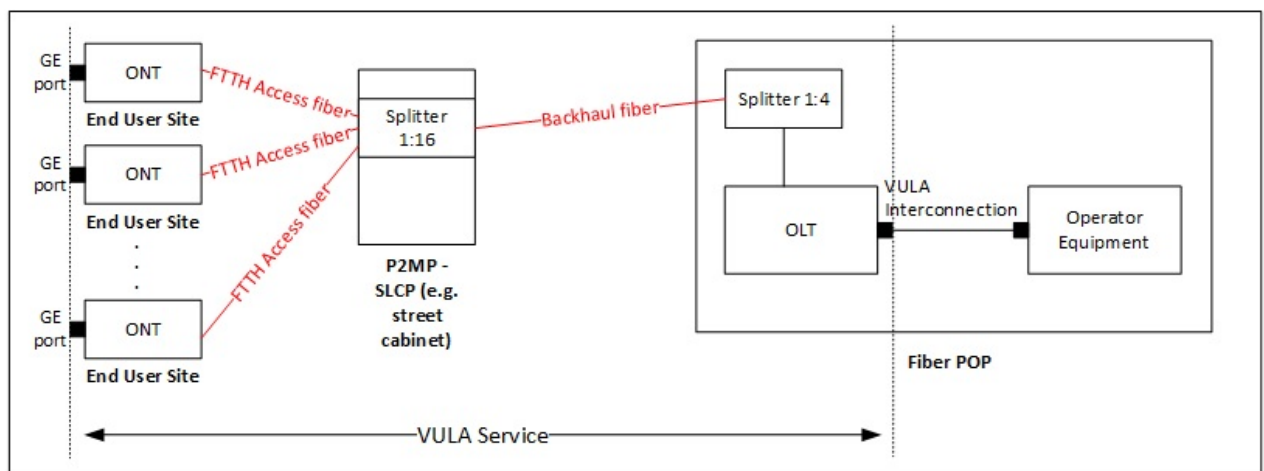 GE
port
ONT
End User Site
FTTH Access fiber
GE
port
ONT
End User Site
FTTH Access fiber
.
.
.
GE
port
ONT
End User Site
FTTH Access fiber
Splitter
1:16
P2MP -
SLCP (e.g.
street
cabinet)
Backhaul fiber
Splitter 1:4
OLT
VULA
Interconnection
Operator
Equipment
Fiber POP
VULA Service